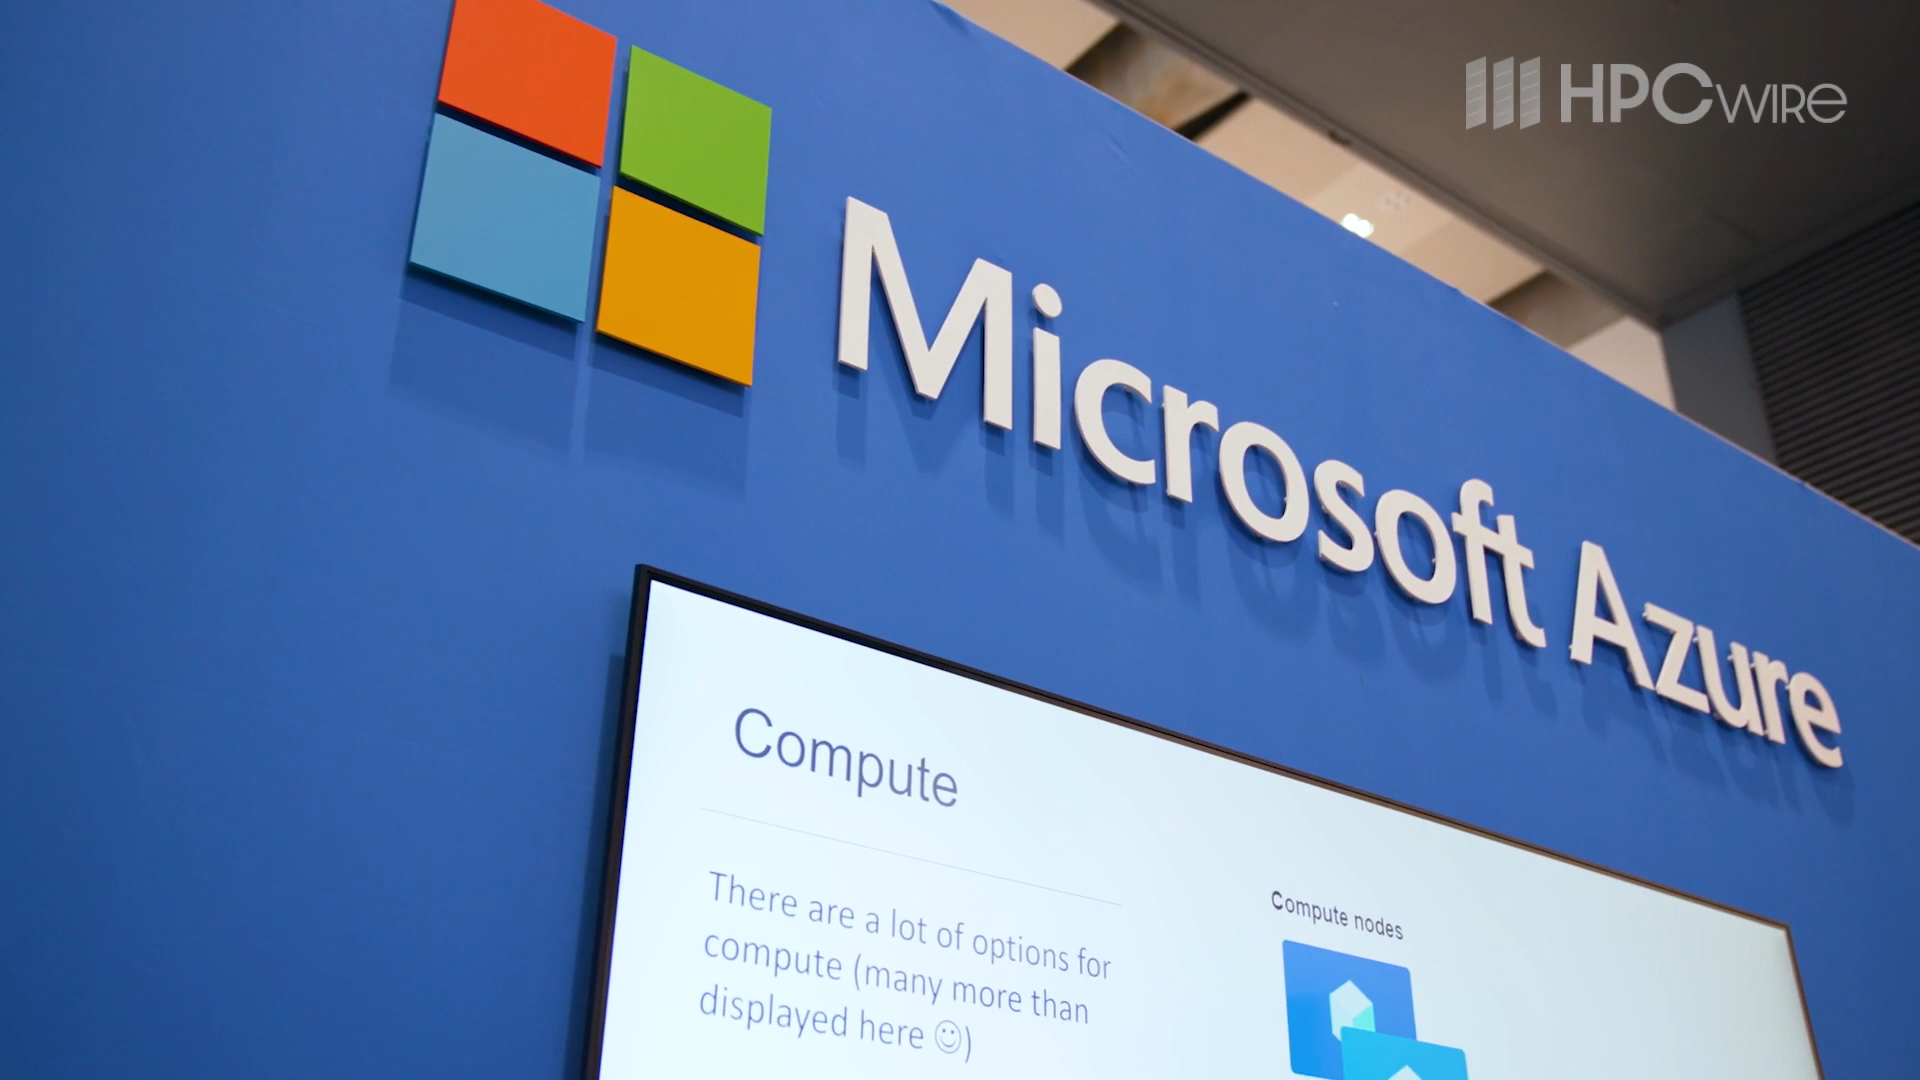 HPCWIRE
Microsoft Azure
Compute
There are a lot of options for
compute (many more than
displayed here ☺)
Compute nodes